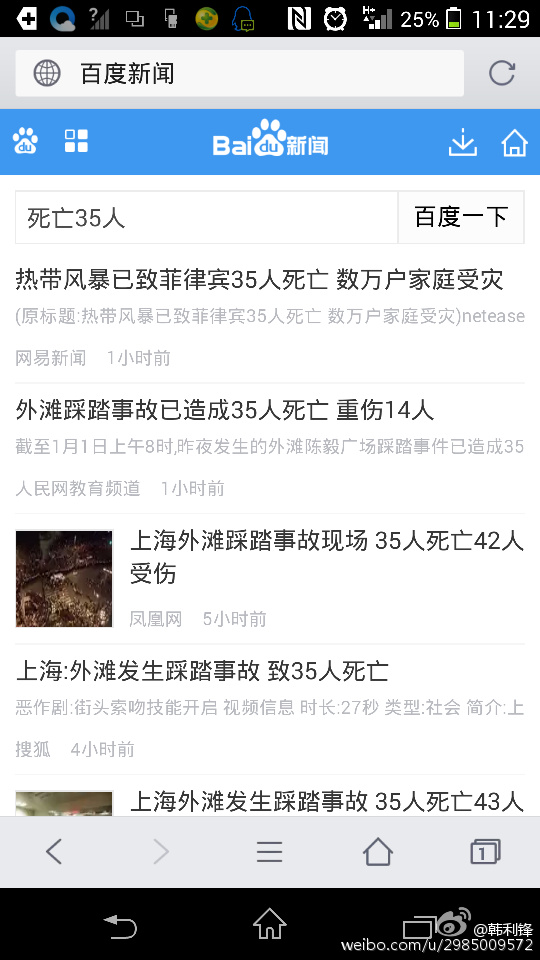 25% 11:29
百度新闻
Bai du 新闻
死亡35人 百度一下
热带风暴已致菲律宾35人死亡 数万户家庭受灾
(原标题:热带风暴已致菲律宾35人死亡 数万户家庭受灾)netease
网易新闻 1小时前
外滩踩踏事故已造成35人死亡 重伤14人
截至1月1日上午8时,昨夜发生的外滩陈毅广场踩踏事件已造成35
人民网教育频道 1小时前
上海外滩踩踏事故现场 35人死亡42人
受伤
凤凰网 5小时前
上海:外滩发生踩踏事故 致35人死亡
恶作剧:街头索吻技能开启 视频信息 时长:27秒 类型:社会 简介:上
搜狐 4小时前
上海外滩发生踩踏事故 35人死亡43人
1
@韩利锋
weibo.com/u/2985009572